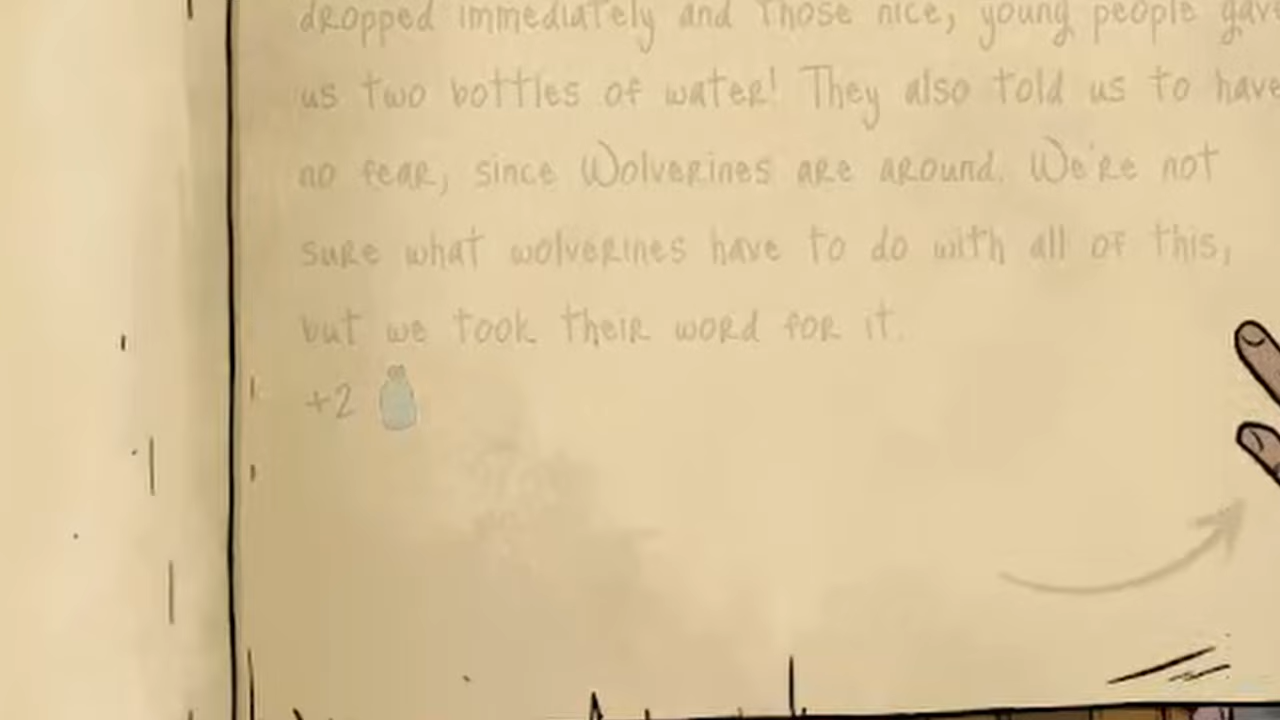 dropped immediately and those nice, young people gave
us two bottles of water! They also told us to have
no fear, since Wolverines are around. We're not
sure what wolverines have to do with all of this,
but we took their word for it.
+2